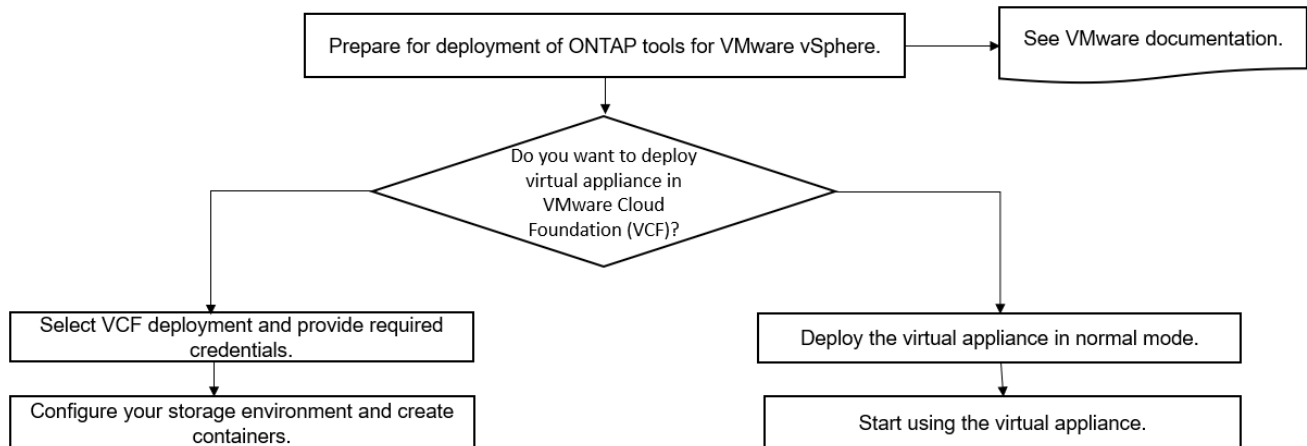 Prepare for deployment of ONTAP tools for VMware vSphere.
See VMware documentation.
Do you want to deploy
virtual appliance in
VMware Cloud
Foundation (VCF)?
Select VCF deployment and provide required
credentials.
Deploy the virtual appliance in normal mode.
Configure your storage environment and create
containers.
Start using the virtual appliance.